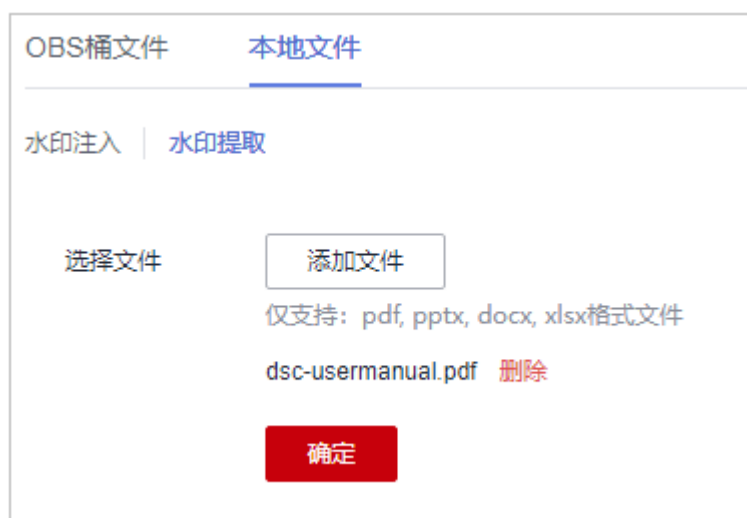 OBS桶文件 本地文件
水印注入 水印提取
选择文件 添加文件
仅支持：pdf, pptx, docx, xlsx格式文件
dsc-usermanual.pdf 删除
确定